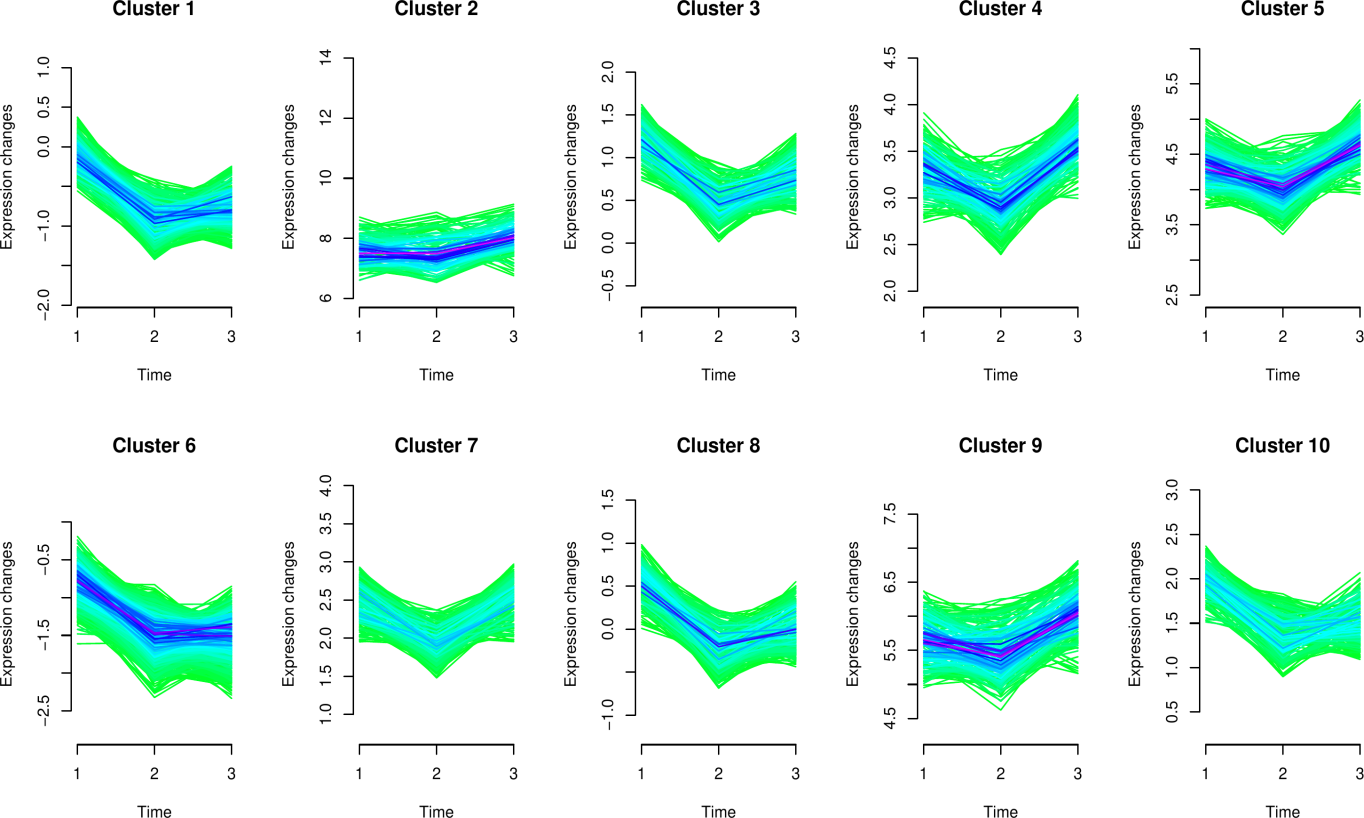 Cluster 1
Expression changes
1.0
0.5
0.0
−1.0
−2.0
1 2 3
Time
Cluster 2
Expression changes
14
12
10
8
6
1 2 3
Time
Cluster 3
Expression changes
2.0
1.5
1.0
0.5
0.0
−0.5
1 2 3
Time
Cluster 4
Expression changes
4.5
4.0
3.5
3.0
2.5
2.0
1 2 3
Time
Cluster 5
Expression changes
5.5
4.5
3.5
2.5
1 2 3
Time
Cluster 6
Expression changes
−0.5
−1.5
−2.5
1 2 3
Time
Cluster 7
Expression changes
4.0
3.5
3.0
2.5
2.0
1.5
1.0
1 2 3
Time
Cluster 8
Expression changes
1.5
1.0
0.5
0.0
−1.0
1 2 3
Time
Cluster 9
Expression changes
7.5
6.5
5.5
4.5
1 2 3
Time
Cluster 10
Expression changes
3.0
2.5
2.0
1.5
1.0
0.5
1 2 3
Time